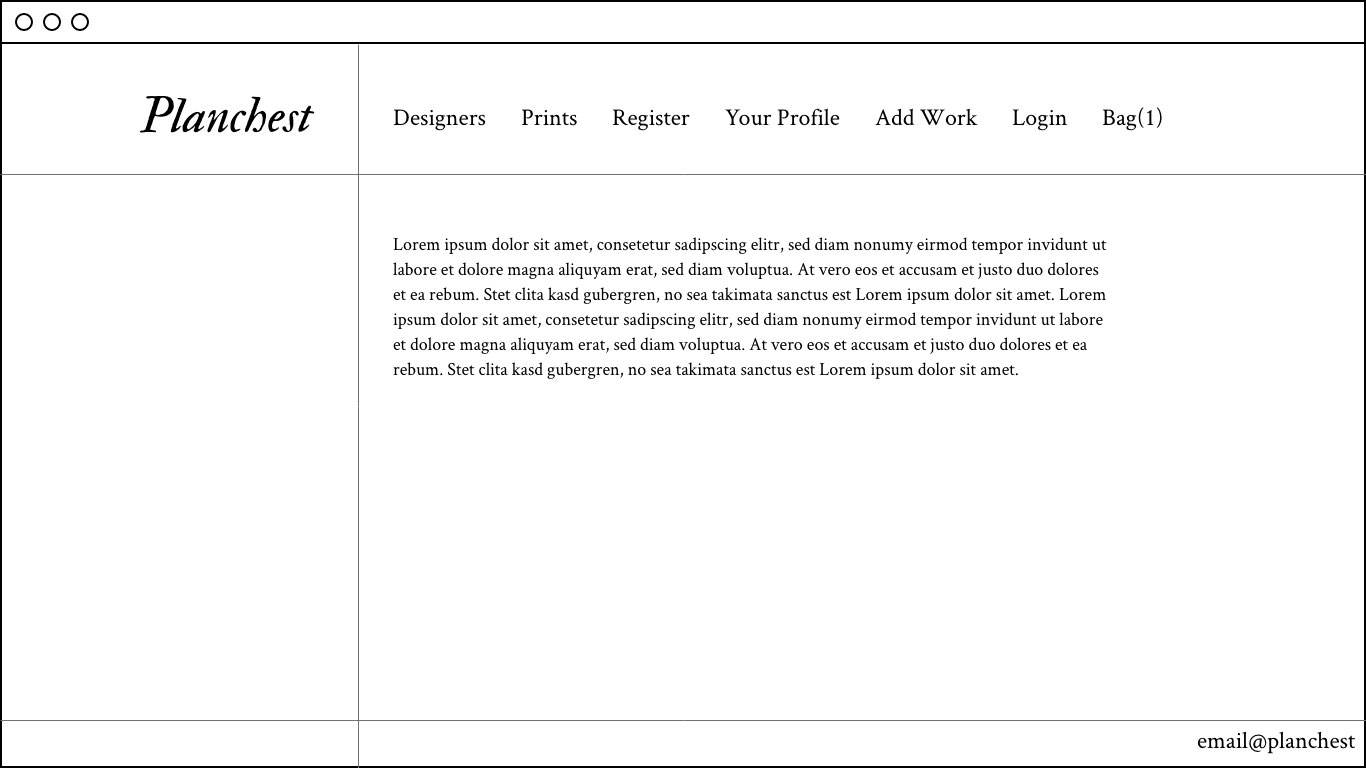 Planchest
Designers Prints Register Your Profile Add Work Login Bag(1)
Lorem ipsum dolor sit amet, consetetur sadipscing elitr, sed diam nonumy eirmod tempor invidunt ut
labore et dolore magna aliquyam erat, sed diam voluptua. At vero eos et accusam et justo duo dolores
et ea rebum. Stet clita kasd gubergren, no sea takimata sanctus est Lorem ipsum dolor sit amet. Lorem
ipsum dolor sit amet, consetetur sadipscing elitr, sed diam nonumy eirmod tempor invidunt ut labore
et dolore magna aliquyam erat, sed diam voluptua. At vero eos et accusam et justo duo dolores et ea
rebum. Stet clita kasd gubergren, no sea takimata sanctus est Lorem ipsum dolor sit amet.
email@planchest